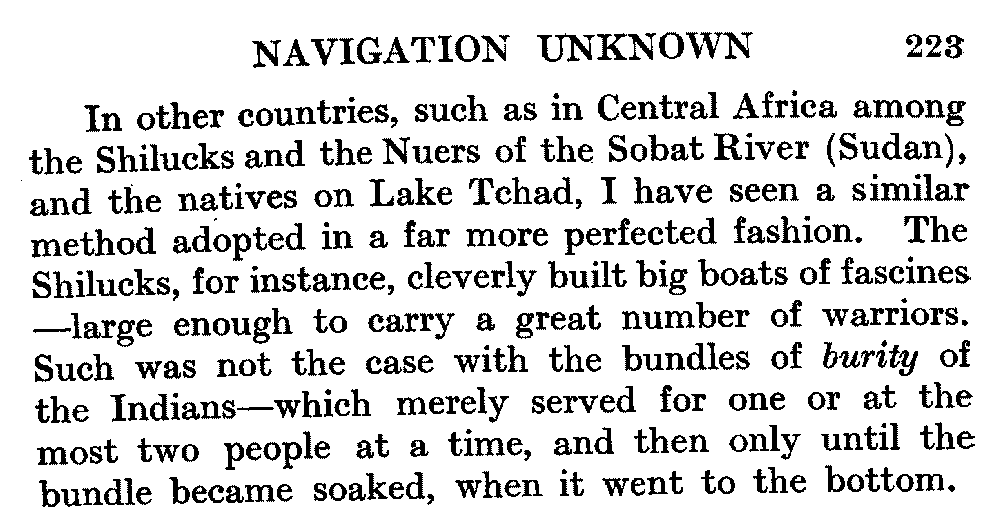 NAVIGATION UNKNOWN 223
In other countries, such as in Central Africa among
the Shilucks and the Nuers of the Sobat River (Sudan),
and the natives on Lake Tchad, I have seen a similar
method adopted in a far more perfected fashion. The
Shilucks, for instance, cleverly built big boats of fascines
—large enough to carry a great number of warriors.
Such was not the case with the bundles of burity of
the Indians—which merely served for one or at the
most two people at a time, and then only until the
bundle became soaked, when it went to the bottom.